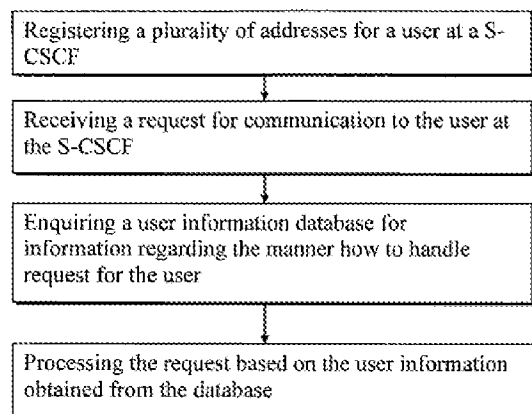 Registering a plurality of addresses for a user at a S-
CSCF
Receiving a request for communication to the user at
the S-CSCF
Enquiring a user information database for
information regarding the manner how to handle
request for the user
Processing the request based on the user information
obtained from the database